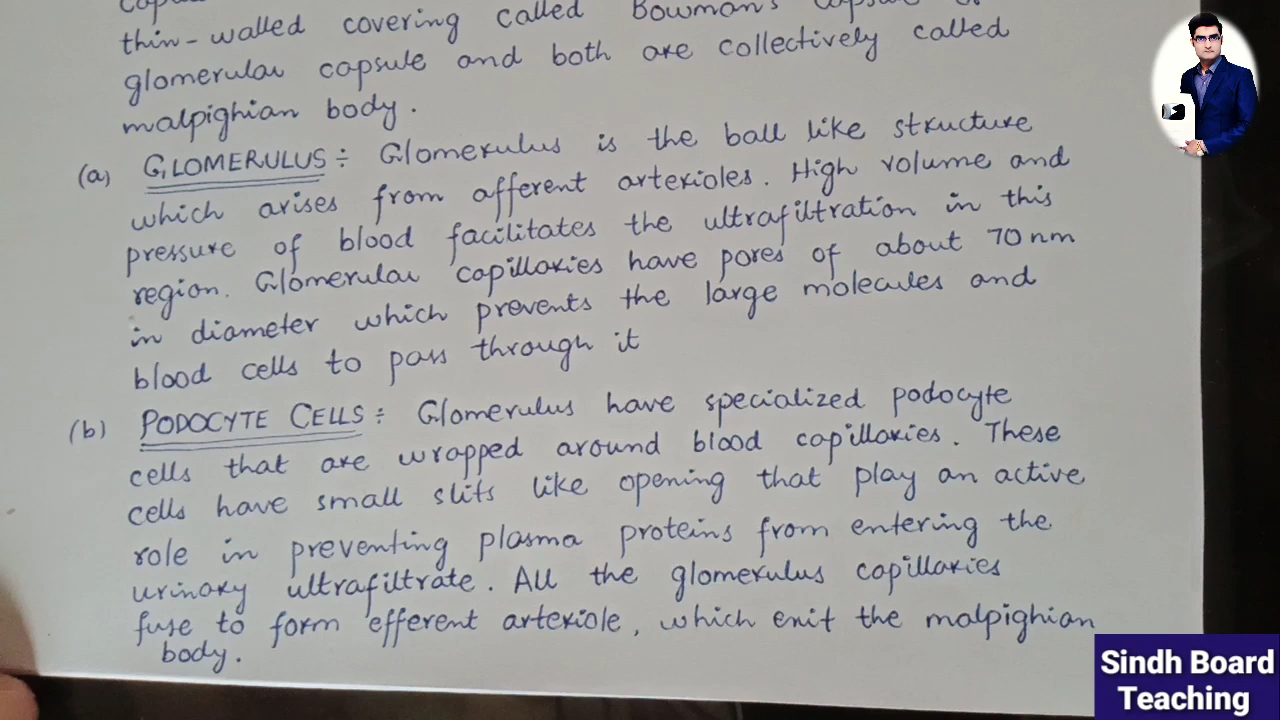 thin-walled covering called Bowman's
glomerular capsule and both are collectively called
malpighian body.
(a) GLOMERULUS÷ Glomerulus is the ball like structure
which arises from afferent arterioles. High volume and
pressure of blood facilitates the ultrafiltration in this
region. Glomerular capillaries have pores of about 70nm
in diameter which prevents the large molecules and
blood cells to pass through it
(b) PODOCYTE CELLS÷ Glomerulus have specialized podocyte
cells that are wrapped around blood capillaries. These
cells have small slits like opening that play an active
role in preventing plasma proteins from entering the
urinary ultrafiltrate. All the glomerulus capillaries
fuse to form efferent arteriole, which exit the malpighian
body.
Sindh Board
Teaching